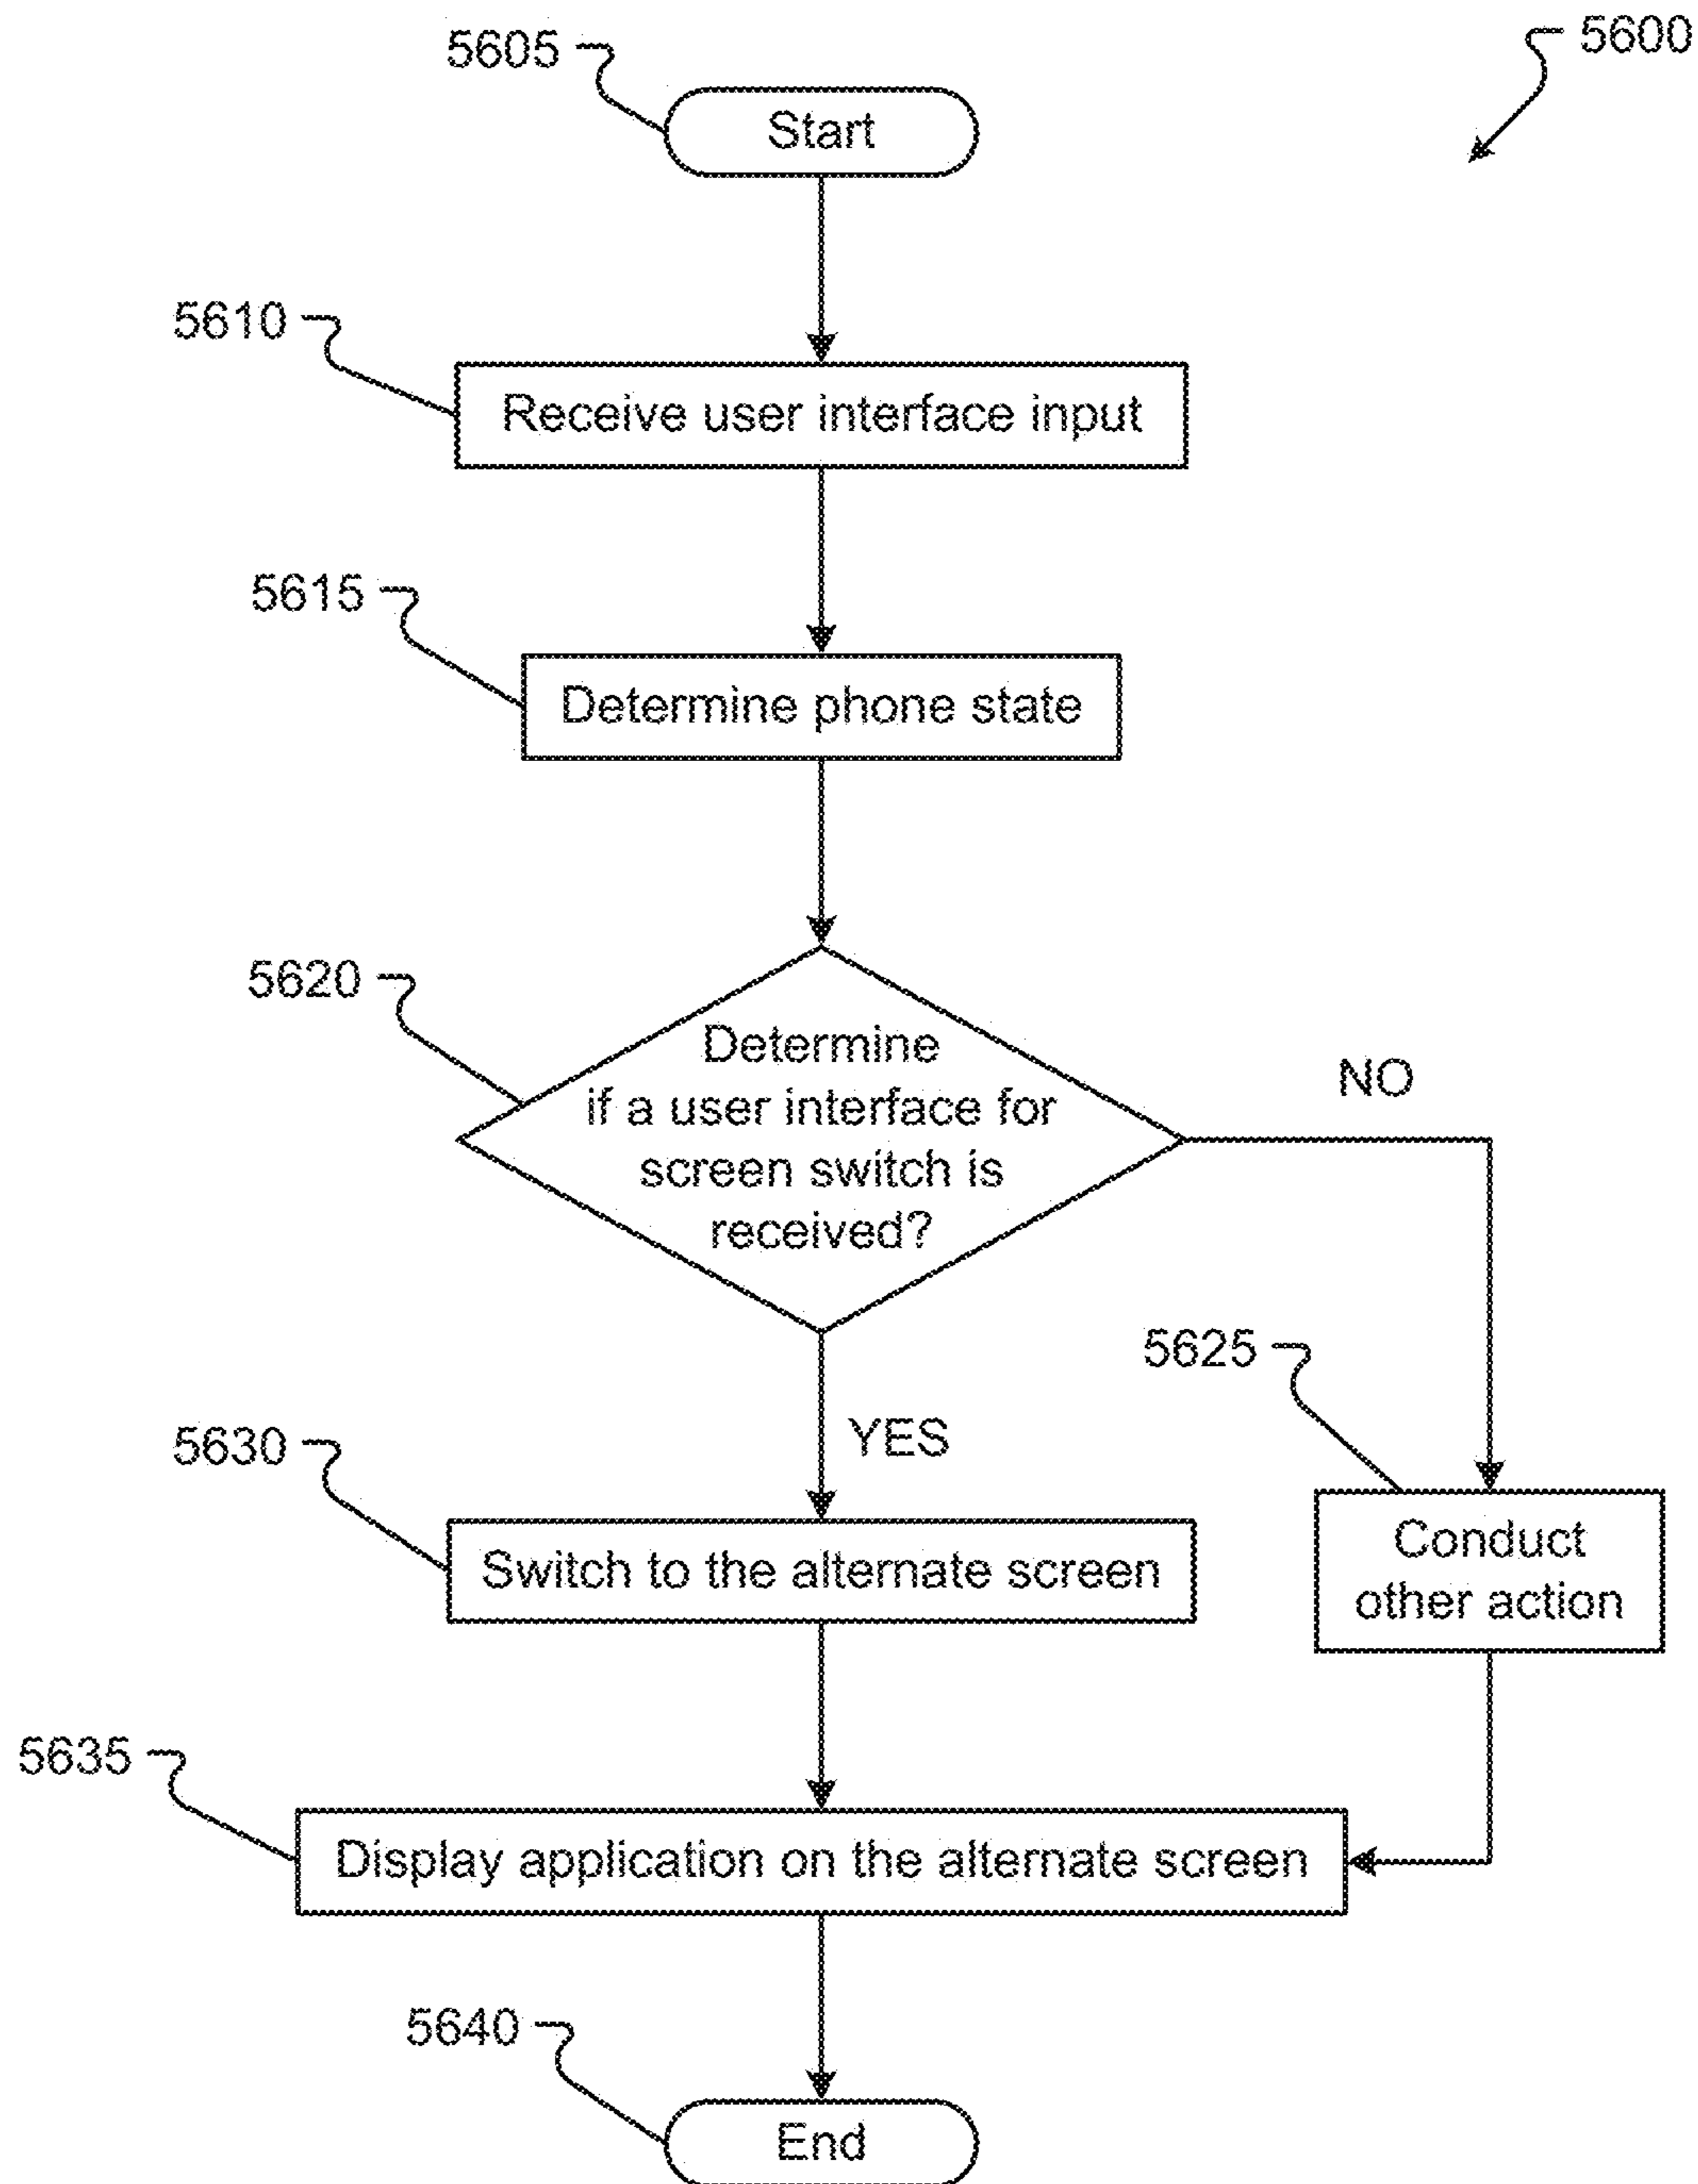 5600
5605
Start
5610
Receive user interface input
5615
Determine phone state
5620
Determine
if a user interface for
screen switch is
received?
NO
YES
5625
Conduct
other action
5630
Switch to the alternate screen
5635
Display application on the alternate screen
5640
End